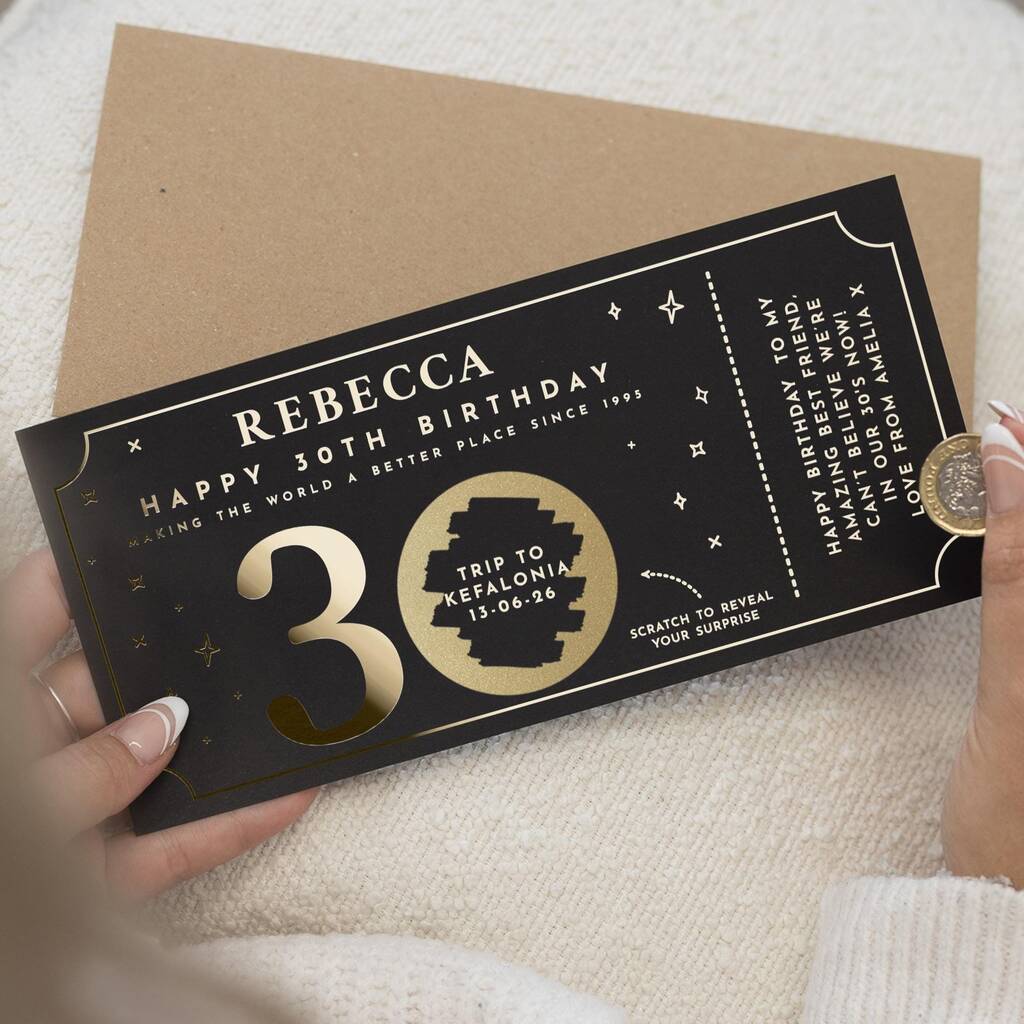 REBECCA
HAPPY 30TH BIRTHDAY
MAKING THE WORLD A BETTER PLACE SINCE 1995
30
TRIP TO
KEFALONIA
13-06-26
SCRATCH TO REVEAL
YOUR SURPRISE
HAPPY BIRTHDAY TO MY
AMAZING BEST FRIEND,
CAN'T BELIEVE WE'RE
IN OUR 30'S NOW!
LOVE FROM AMELIA X